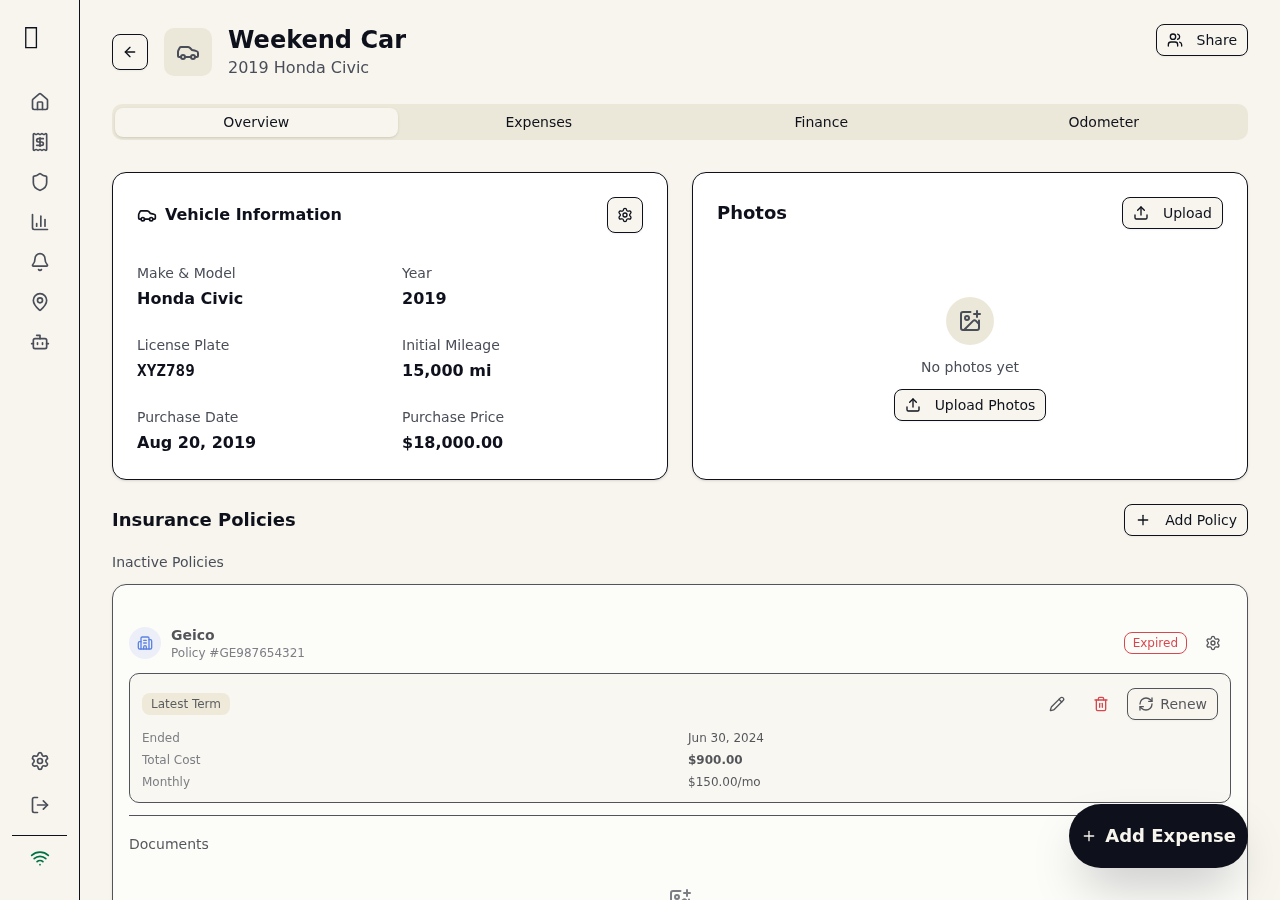 Weekend Car
2019 Honda Civic
Share
Overview
Expenses
Finance
Odometer
Vehicle Information
Make & Model
Honda Civic
Year
2019
License Plate
XYZ789
Initial Mileage
15,000 mi
Purchase Date
Aug 20, 2019
Purchase Price
$18,000.00
Photos
Upload
No photos yet
Upload Photos
Insurance Policies
Add Policy
Inactive Policies
Geico
Policy #GE987654321
Expired
Latest Term
Renew
Ended
Jun 30, 2024
Total Cost
$900.00
Monthly
$150.00/mo
Documents
Add Expense